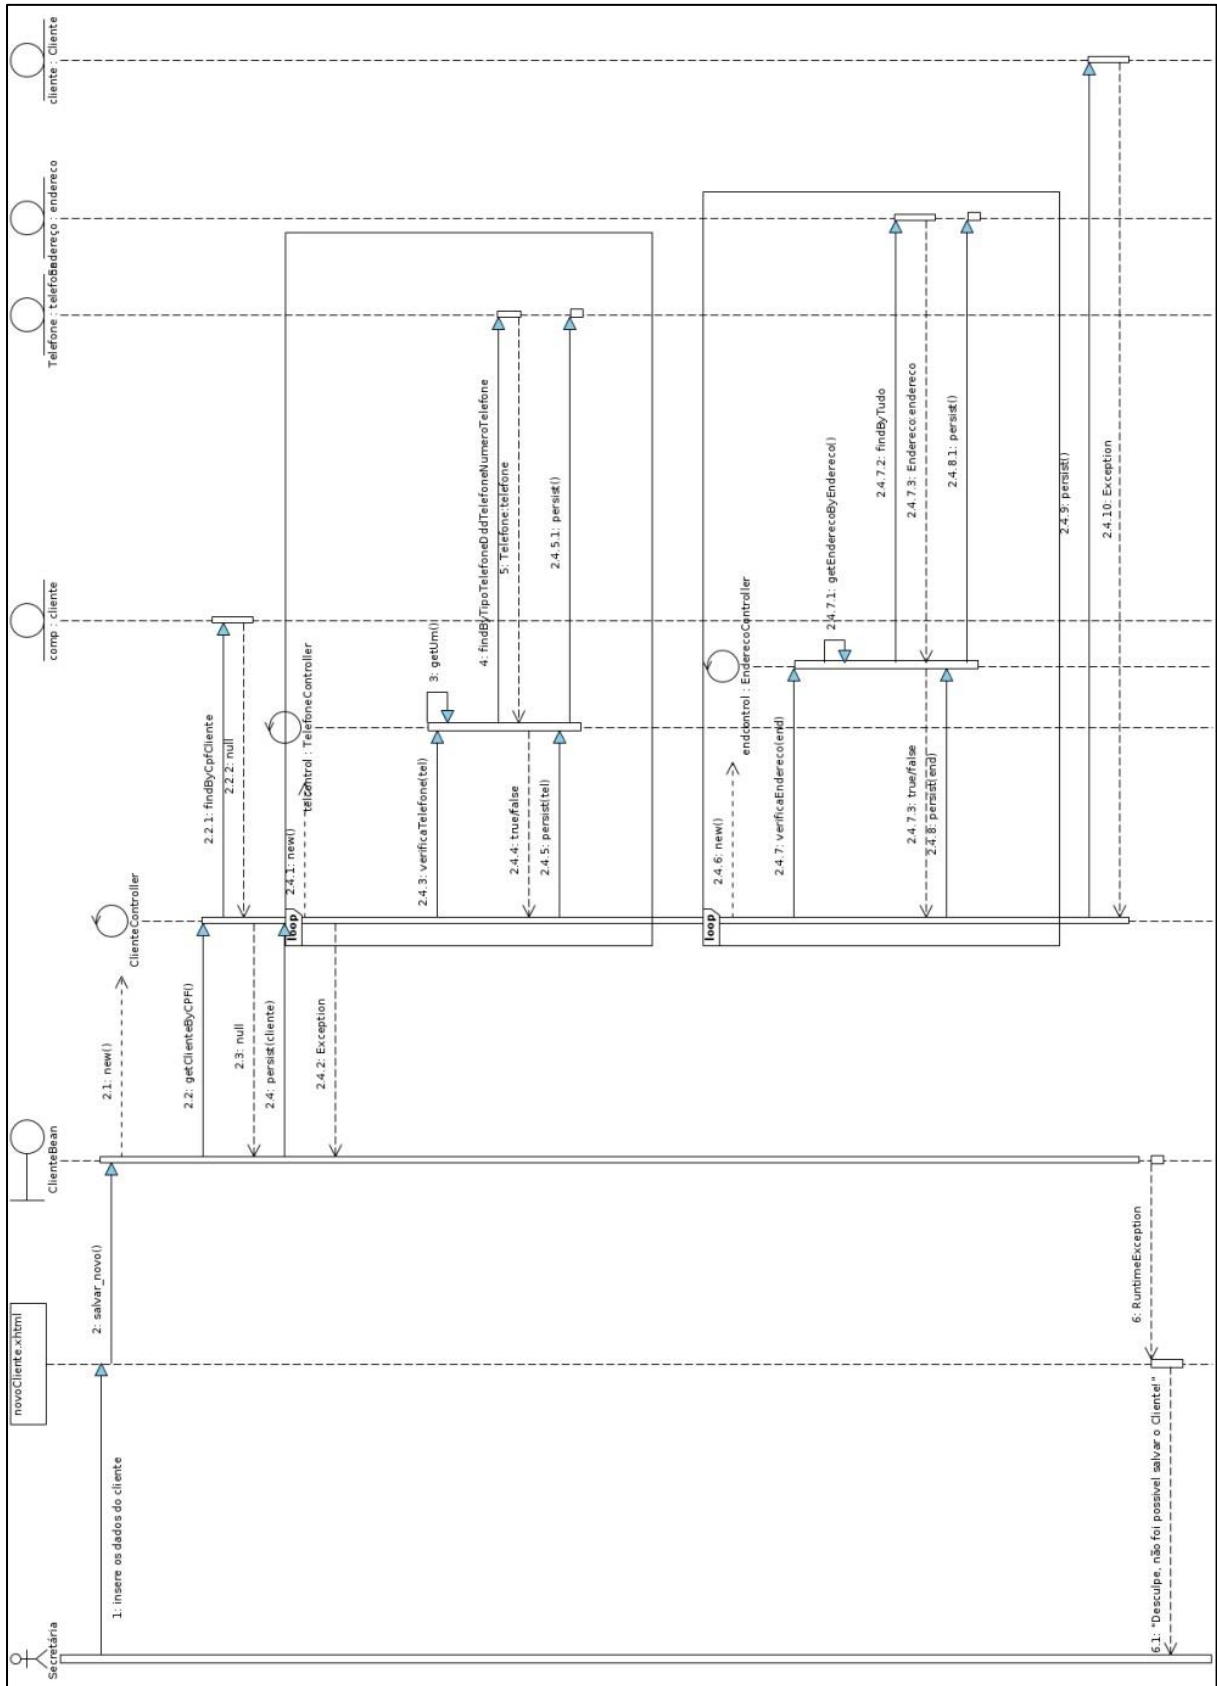 Secretária
novoCliente.xhtml
ClienteBean
ClienteController
comp : cliente
Telefone : telefone
Endereço : endereco
cliente : Cliente
1: insere os dados do cliente
2: salvar_novo()
2.1: new()
2.2: getClienteByCPF()
2.2.1: findByCpfCliente
2.2.2: null
2.3: null
2.4: persist(cliente)
loop
2.4.1: new()
telcontrol : TelefoneController
2.4.2: Exception
2.4.3: verificaTelefone(tel)
3: getUm()
4: findByTipoTelefoneDddTelefoneNumeroTelefone
5: Telefone:telefone
2.4.4: true/false
2.4.5: persist(tel)
2.4.5.1: persist()
loop
2.4.6: new()
endcontrol : EnderecoController
2.4.7: verificaEndereco(end)
2.4.7.1: getEnderecoByEndereco()
2.4.7.2: findByTudo
2.4.7.3: Endereco:endereco
2.4.7.3: true/false
2.4.8: persist(end)
2.4.8.1: persist()
2.4.9: persist()
2.4.10: Exception
6: RuntimeException
6.1: "Desculpe, não foi possivel salvar o Cliente!"